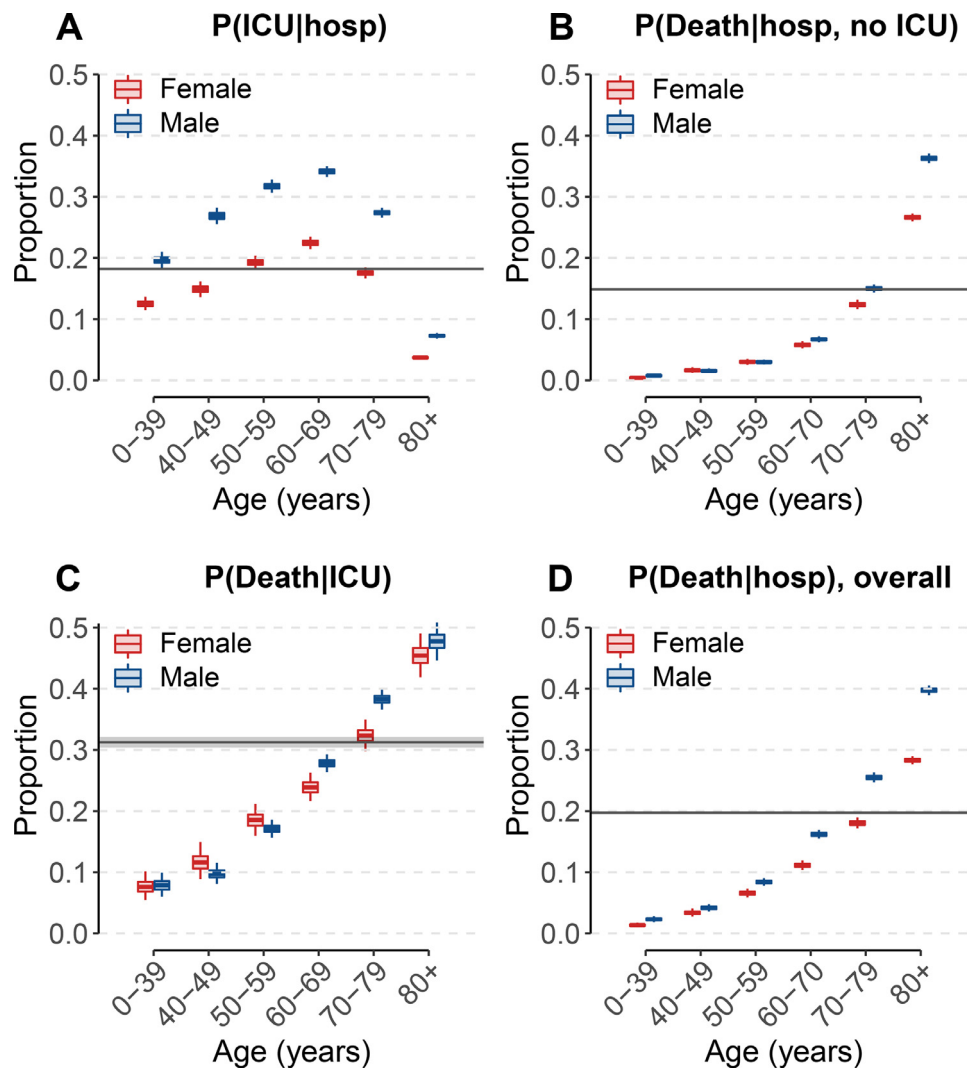 A P(ICU|hosp)
0.5
0.4
0.3
0.2
0.1
0.0
Proportion
Female
Male
0−39
40−49
50−59
60−69
70−79
80+
Age (years)
B P(Death|hosp, no ICU)
0.5
0.4
0.3
0.2
0.1
0.0
Proportion
Female
Male
0−39
40−49
50−59
60−70
70−79
80+
Age (years)
C P(Death|ICU)
0.5
0.4
0.3
0.2
0.1
0.0
Proportion
Female
Male
0−39
40−49
50−59
60−69
70−79
80+
Age (years)
D P(Death|hosp), overall
0.5
0.4
0.3
0.2
0.1
0.0
Proportion
Female
Male
0−39
40−49
50−59
60−70
70−79
80+
Age (years)